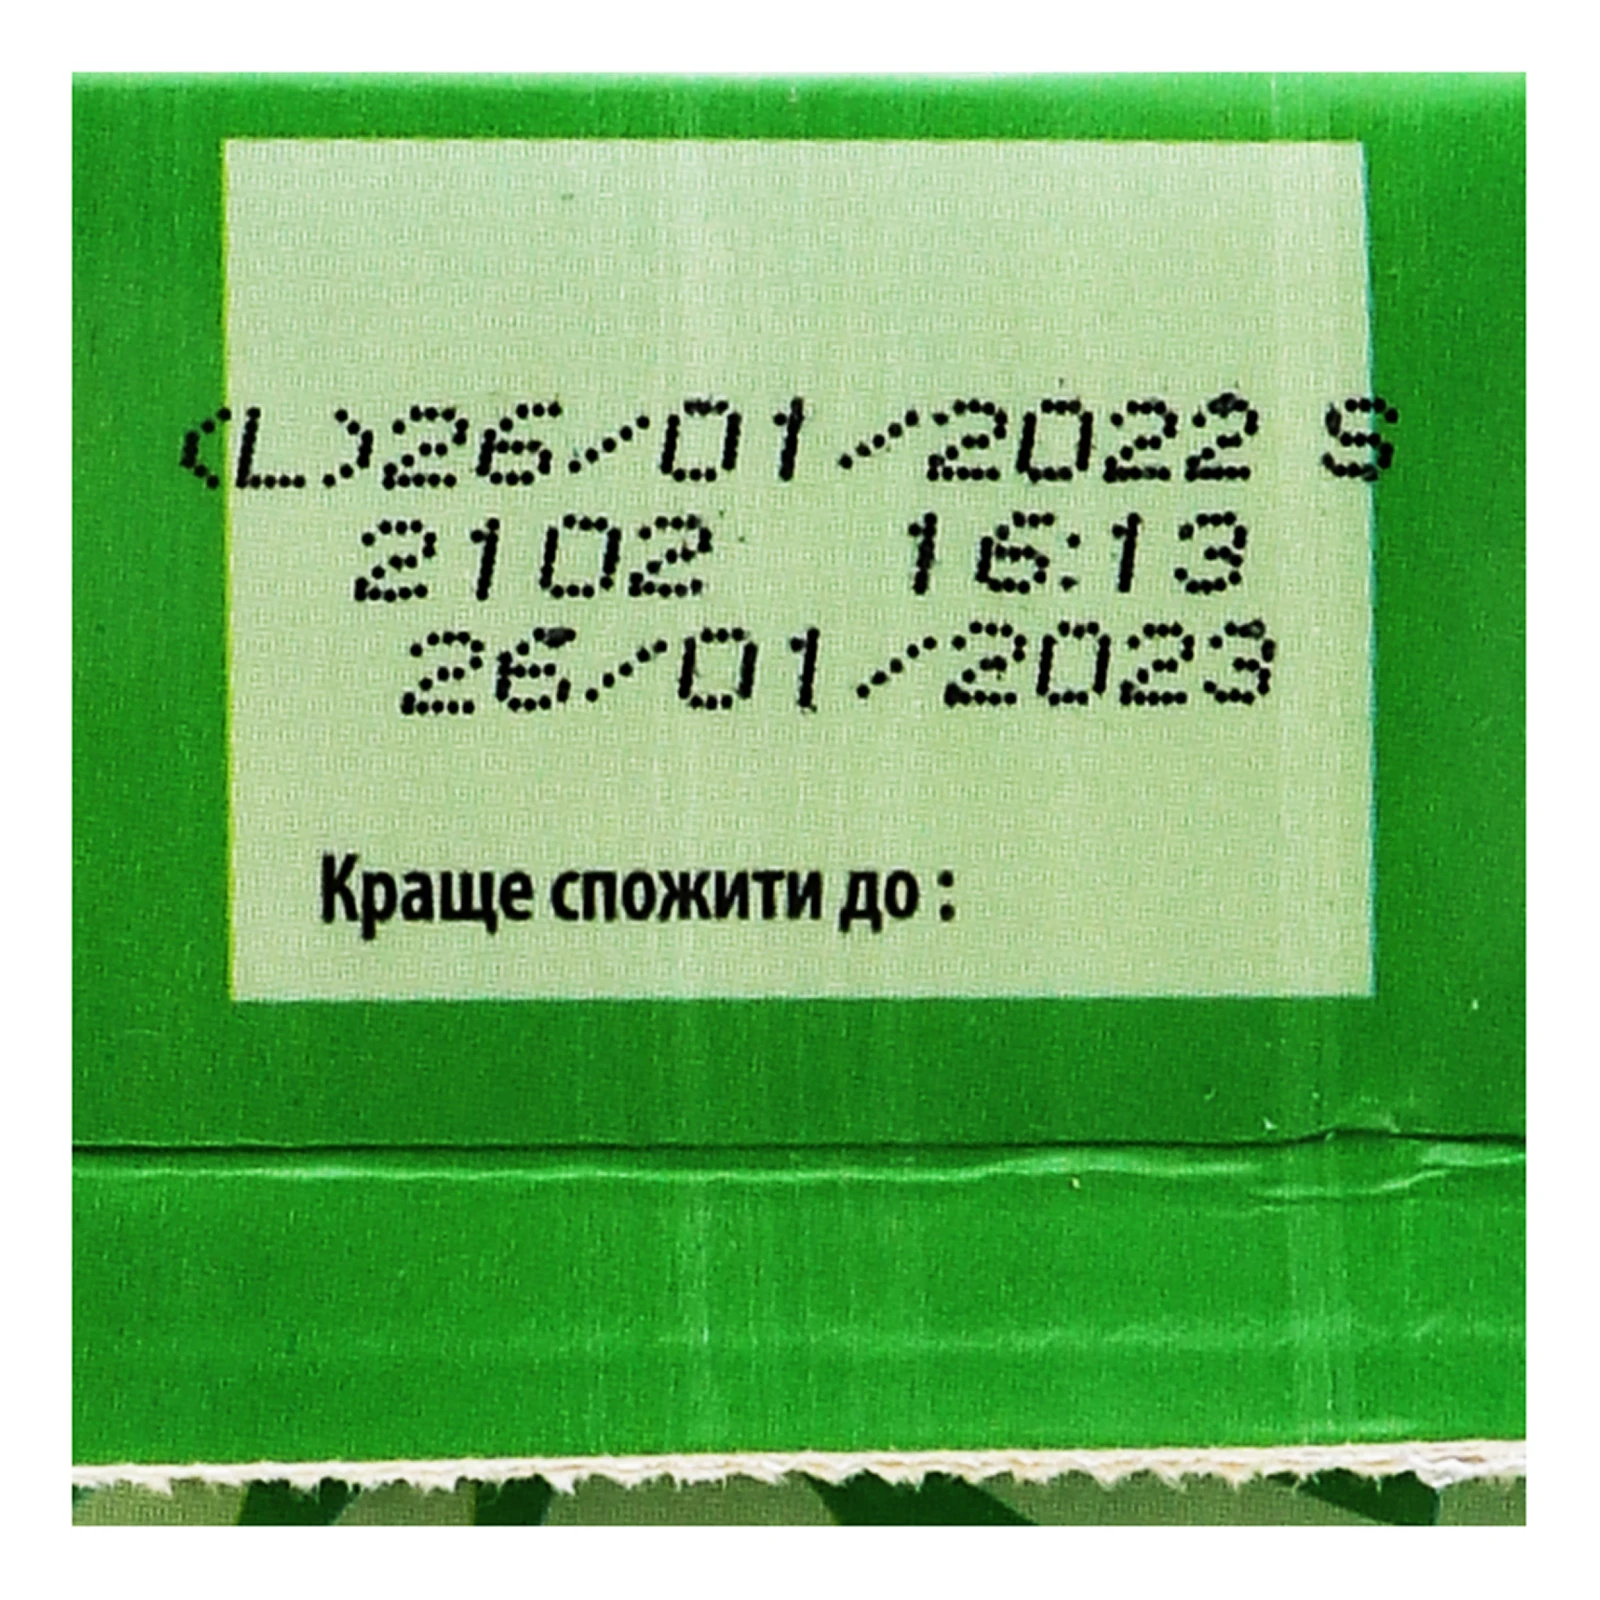 (L)26/01/2022 S
2102 16:13
26/01/2023
Краще спожити до :